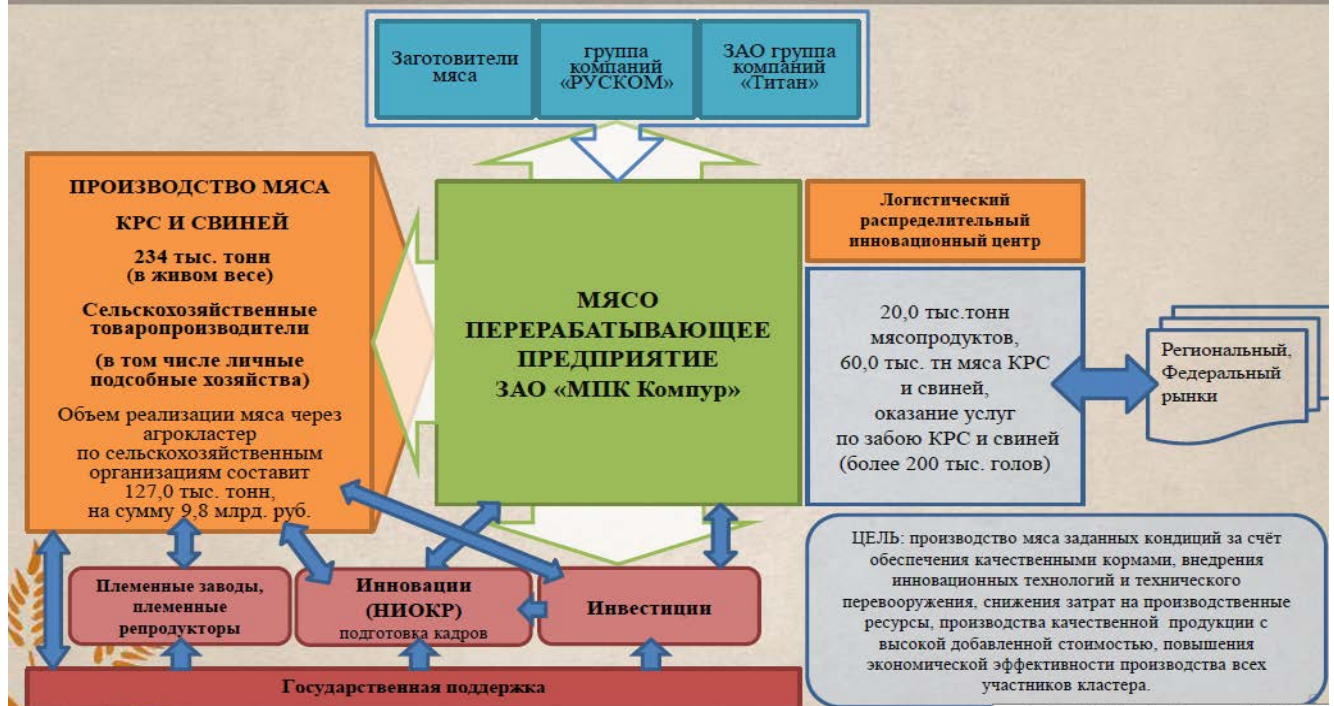 Заготовители
мяса
группа
компаний
«РУСКОМ»
ЗАО группа
компаний
«Титан»
ПРОИЗВОДСТВО МЯСА
КРС И СВИНЕЙ
234 тыс. тонн
(в живом весе)
Сельскохозяйственные
товаропроизводители
(в том числе личные
подсобные хозяйства)
Объем реализации мяса через
агрокластер
по сельскохозяйственным
организациям составит
127,0 тыс. тонн,
на сумму 9,8 млрд. руб.
МЯСО
ПЕРЕРАБАТЫВАЮЩЕЕ
ПРЕДПРИЯТИЕ
ЗАО «МПК Компур»
Логистический
распределительный
инновационный центр
20,0 тыс.тонн
мясопродуктов,
60,0 тыс. тн мяса КРС
и свиней,
оказание услуг
по забою КРС и свиней
(более 200 тыс. голов)
Региональный,
Федеральный
рынки
Племенные заводы,
племенные
репродукторы
Инновации
(НИОКР)
подготовка кадров
Инвестиции
ЦЕЛЬ: производство мяса заданных кондиций за счёт
обеспечения качественными кормами, внедрения
инновационных технологий и технического
перевооружения, снижения затрат на производственные
ресурсы, производства качественной продукции с
высокой добавленной стоимостью, повышения
экономической эффективности производства всех
участников кластера.
Государственная поддержка